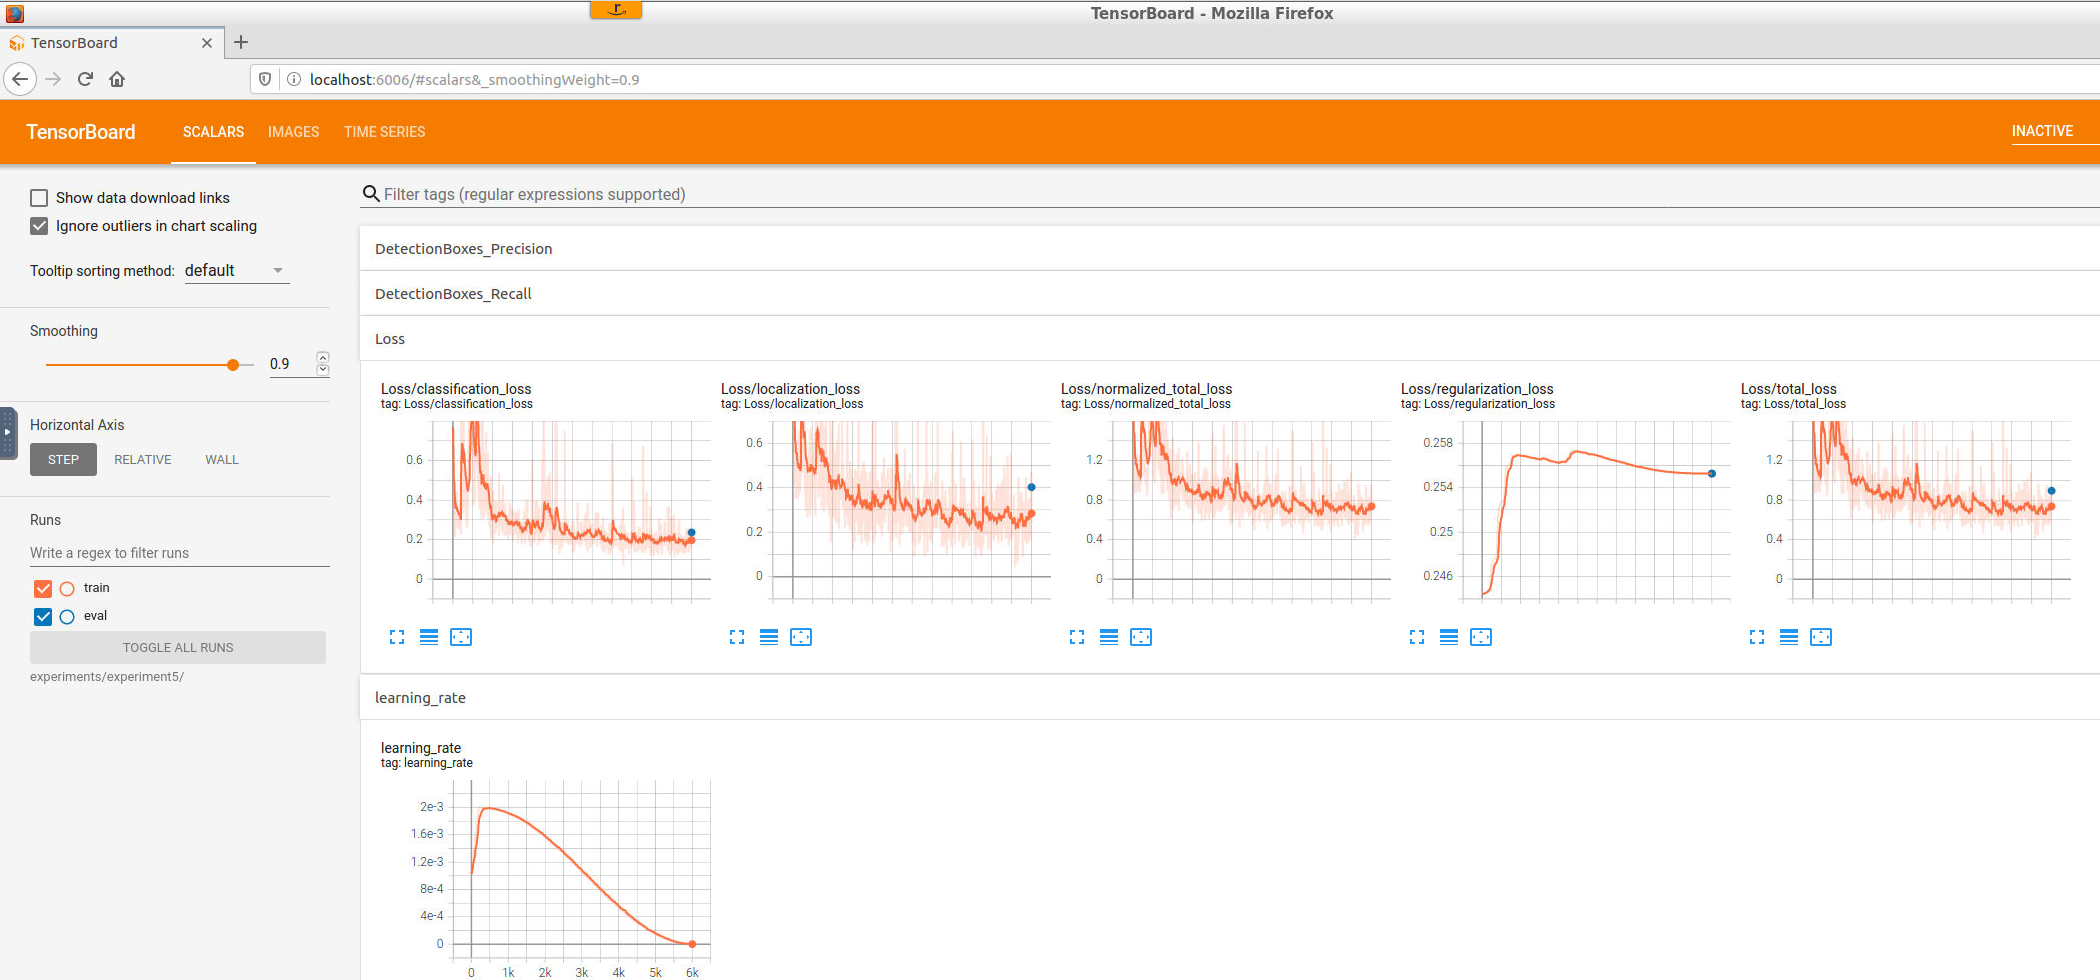 r
TensorBoard - Mozilla Firefox
TensorBoard
localhost:6006/#scalars&_smoothingWeight=0.9
TensorBoard SCALARS IMAGES TIME SERIES INACTIVE
Show data download links
Ignore outliers in chart scaling
Tooltip sorting method: default
Smoothing
0.9
Horizontal Axis
STEP RELATIVE WALL
Runs
Write a regex to filter runs
train
eval
TOGGLE ALL RUNS
experiments/experiment5/
Filter tags (regular expressions supported)
DetectionBoxes_Precision
DetectionBoxes_Recall
Loss
Loss/classification_loss
tag: Loss/classification_loss
0.6
0.4
0.2
0
Loss/localization_loss
tag: Loss/localization_loss
0.6
0.4
0.2
0
Loss/normalized_total_loss
tag: Loss/normalized_total_loss
1.2
0.8
0.4
0
Loss/regularization_loss
tag: Loss/regularization_loss
0.258
0.254
0.25
0.246
Loss/total_loss
tag: Loss/total_loss
1.2
0.8
0.4
0
learning_rate
learning_rate
tag: learning_rate
2e-3
1.6e-3
1.2e-3
8e-4
4e-4
0
0 1k 2k 3k 4k 5k 6k